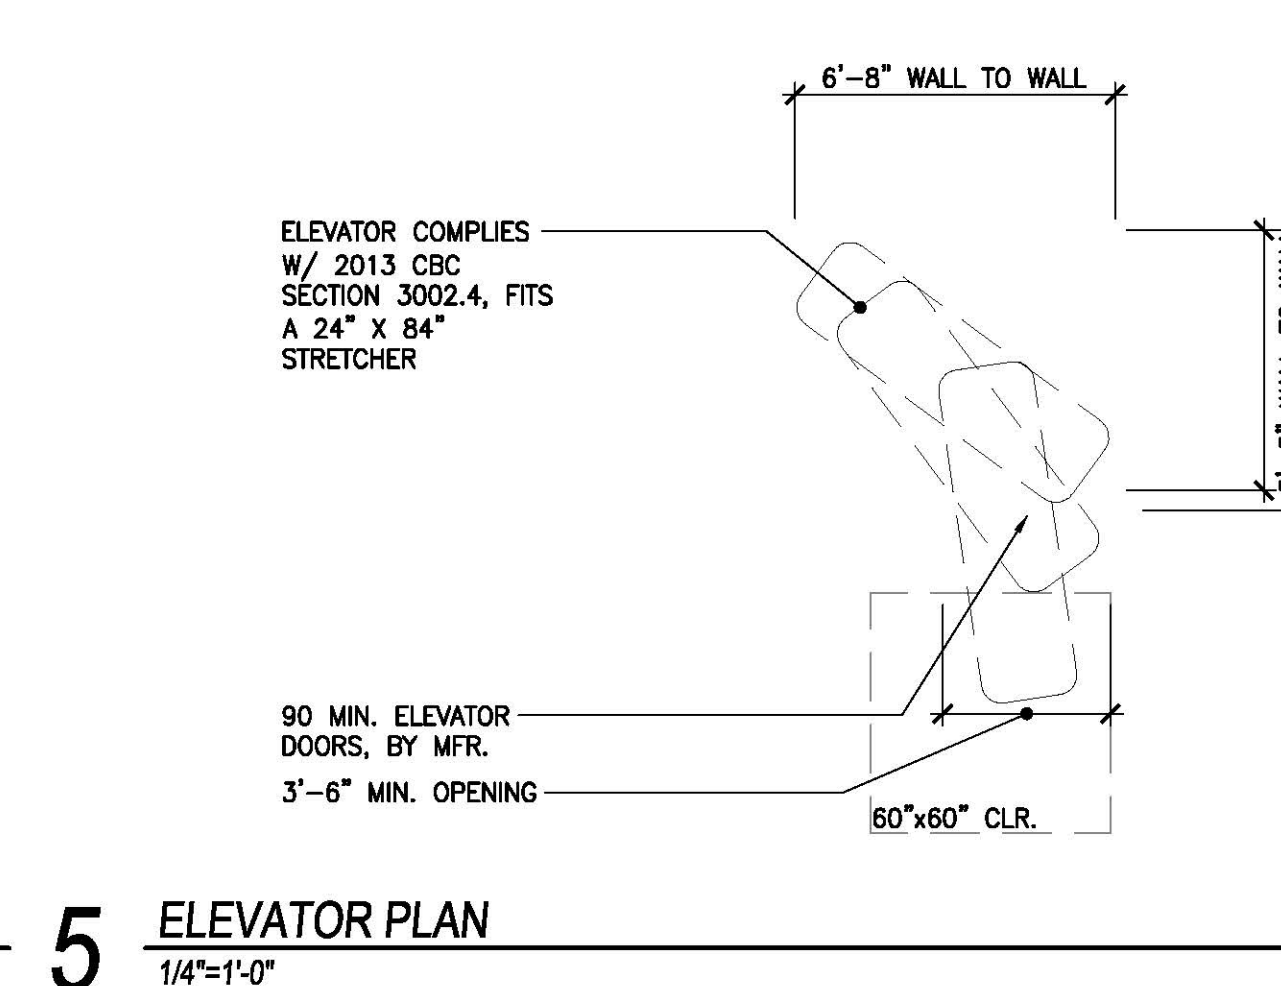 6'-8" WALL TO WALL
ELEVATOR COMPLIES
W/ 2013 CBC
SECTION 3002.4, FITS
A 24" X 84"
STRETCHER
90 MIN. ELEVATOR
DOORS, BY MFR.
3'-6" MIN. OPENING
60"x60" CLR.
5
ELEVATOR PLAN
1/4"=1'-0"